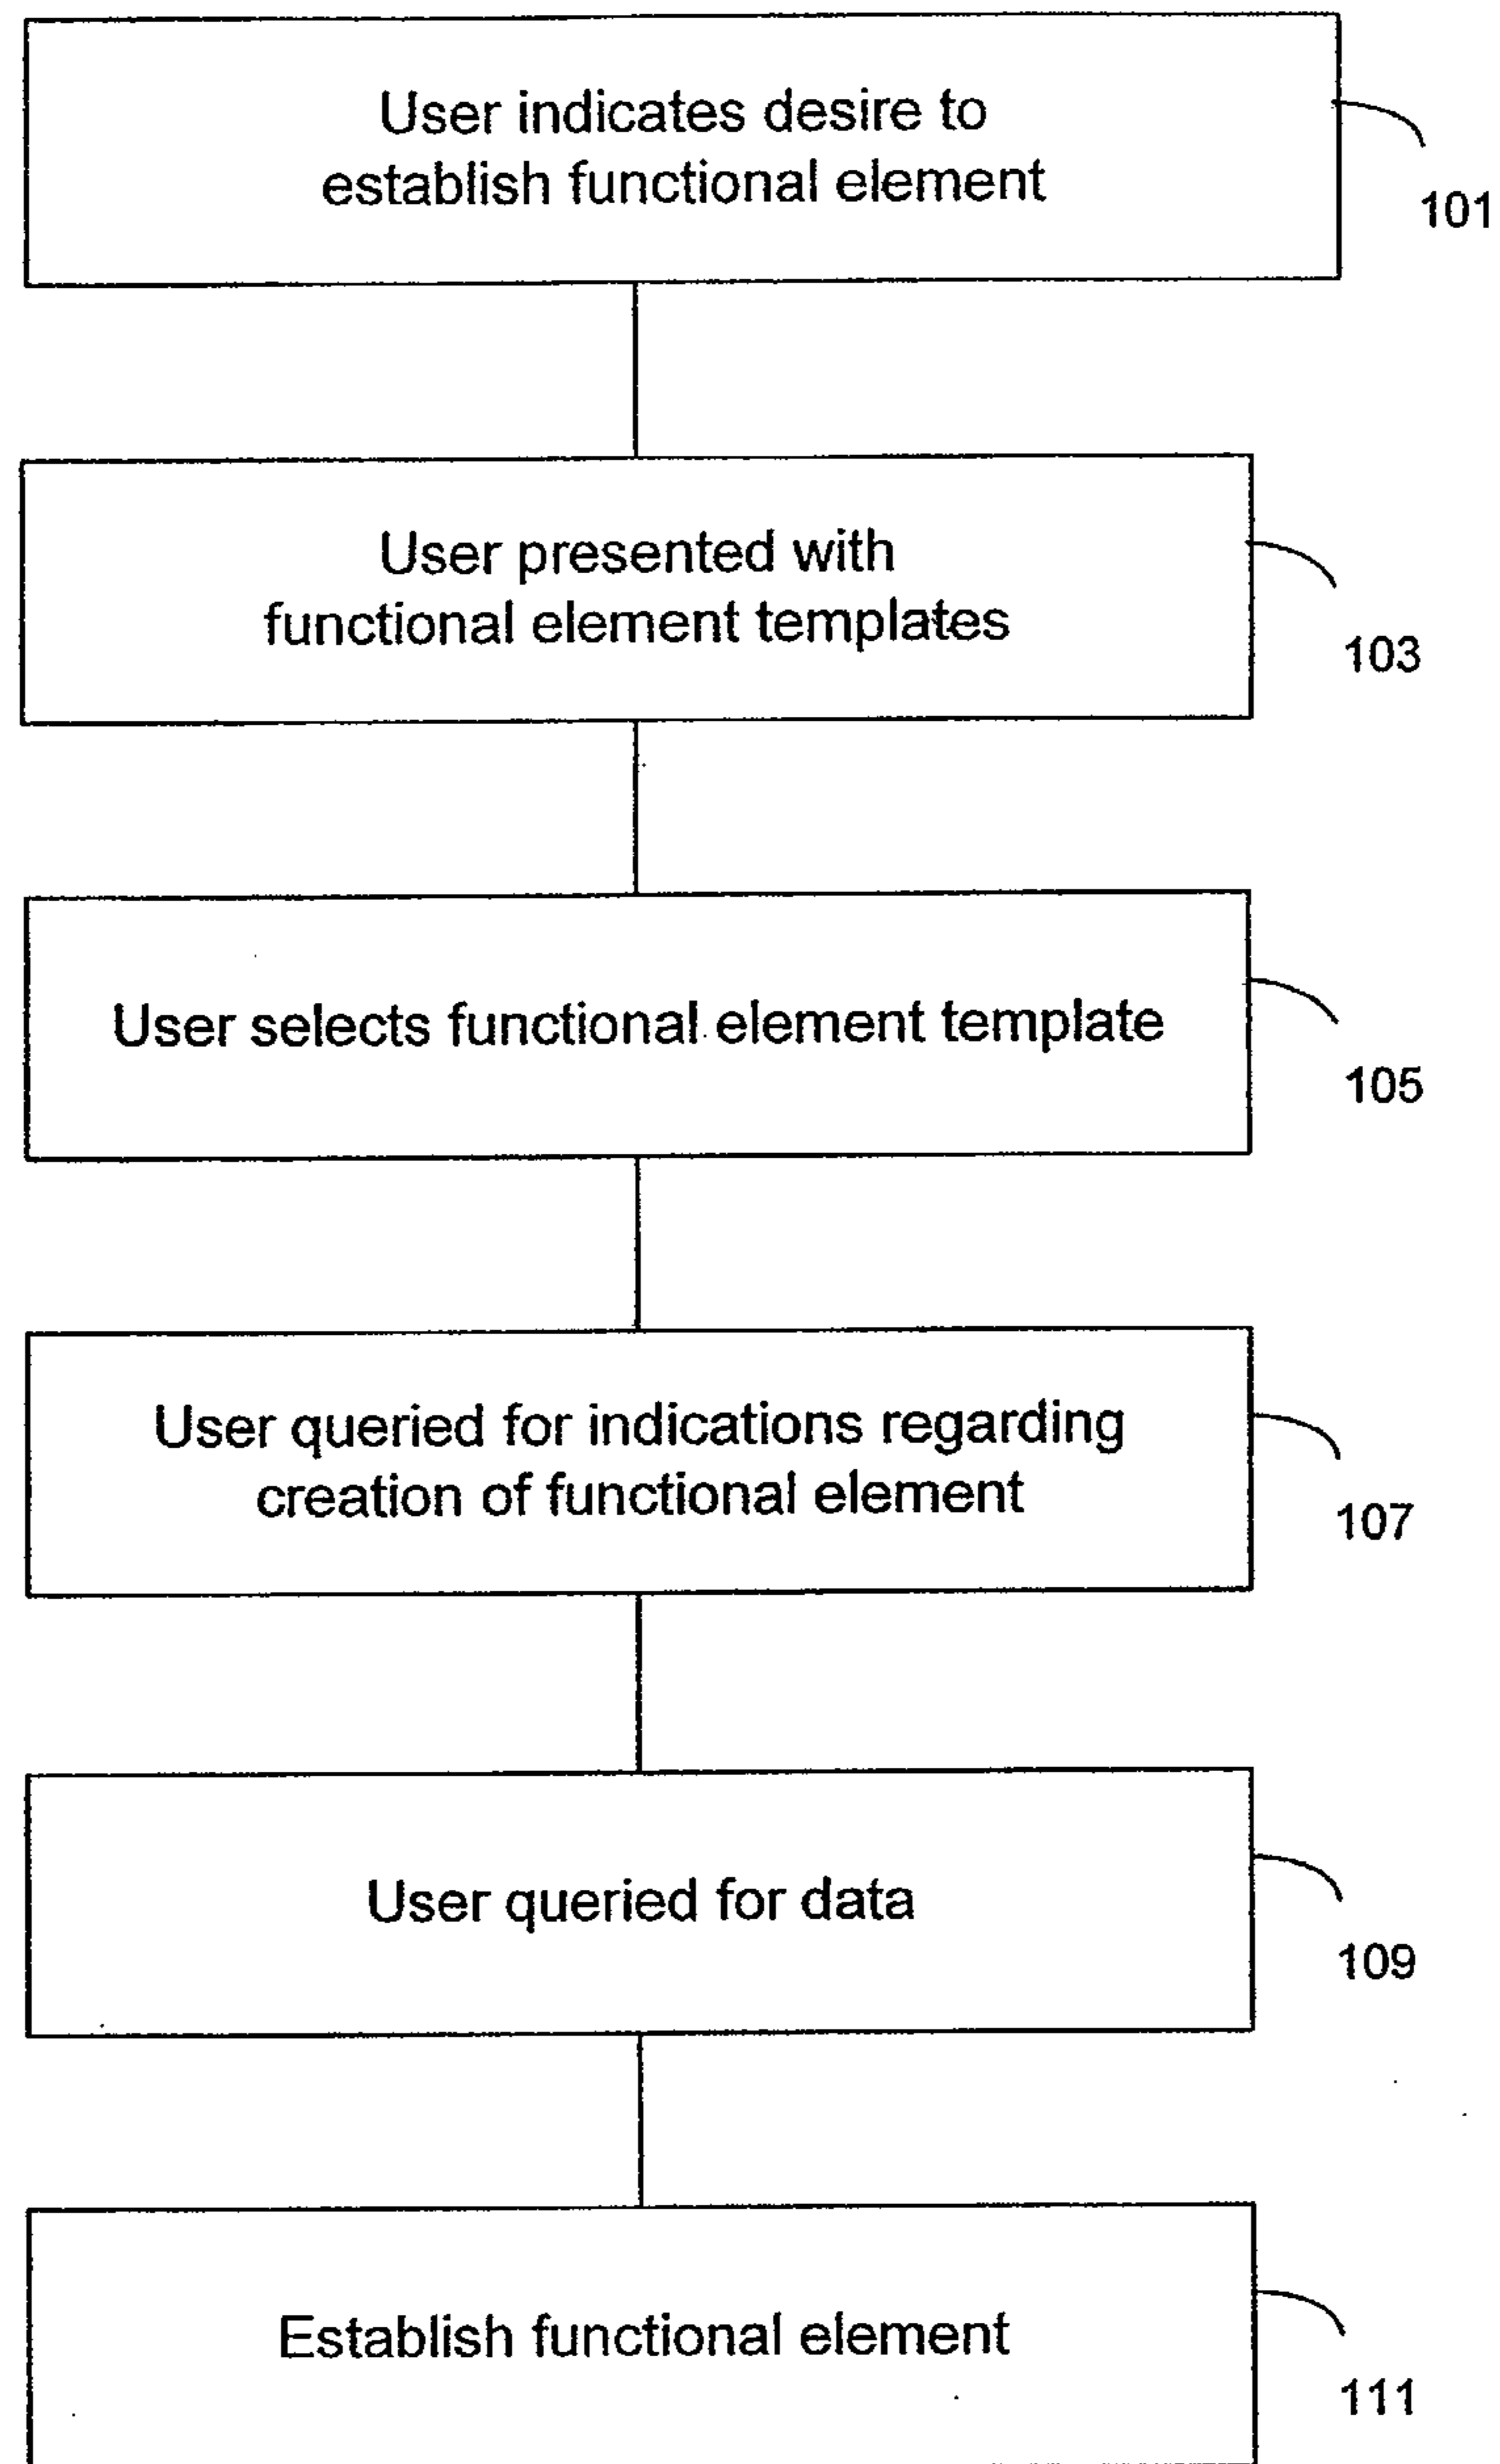 User indicates desire to
establish functional element
101
User presented with
functional element templates
103
User selects functional element template
105
User queried for indications regarding
creation of functional element
107
User queried for data
109
Establish functional element
111